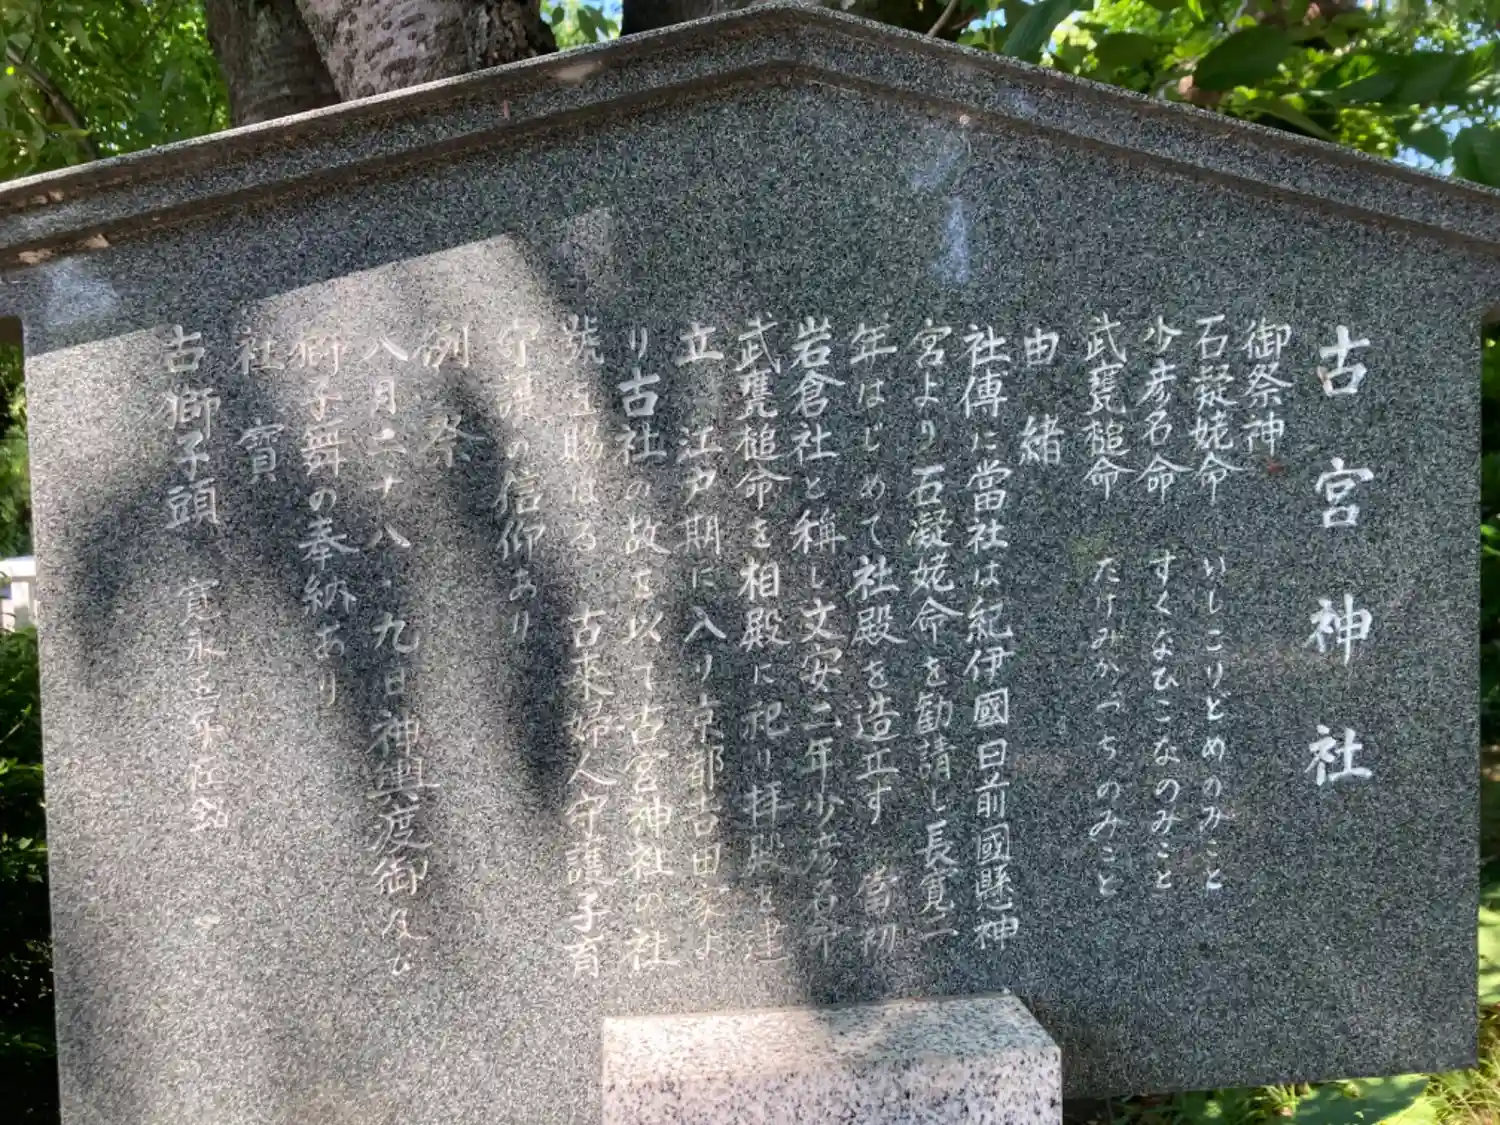 古宮神社
御祭神
石凝姥命　いしこりどめのみこと
少彦名命　すくなひこなのみこと
武甕槌命　たけみかづちのみこと
由緒
社傳に當社は紀伊國日前國懸神
宮より石凝姥命を勧請し長寛二
年はじめて社殿を造立す　當初
岩倉社と稱し文安二年少彦名命
武甕槌命を相殿に祀り拝殿を建
立　江戸期に入り京都吉田家よ
り古社の故を以て古宮神社の社
號を賜はる　古来婦人守護子育
守護の信仰あり
例祭
八月二十八・九日神輿渡御及び
獅子舞の奉納あり
社寳
古獅子頭　寛永五年在銘